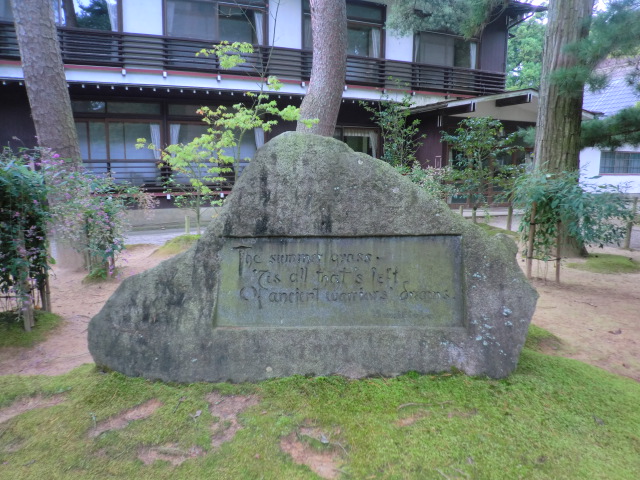 The summer grass
'Tis all that's left
Of ancient warriors' dreams.